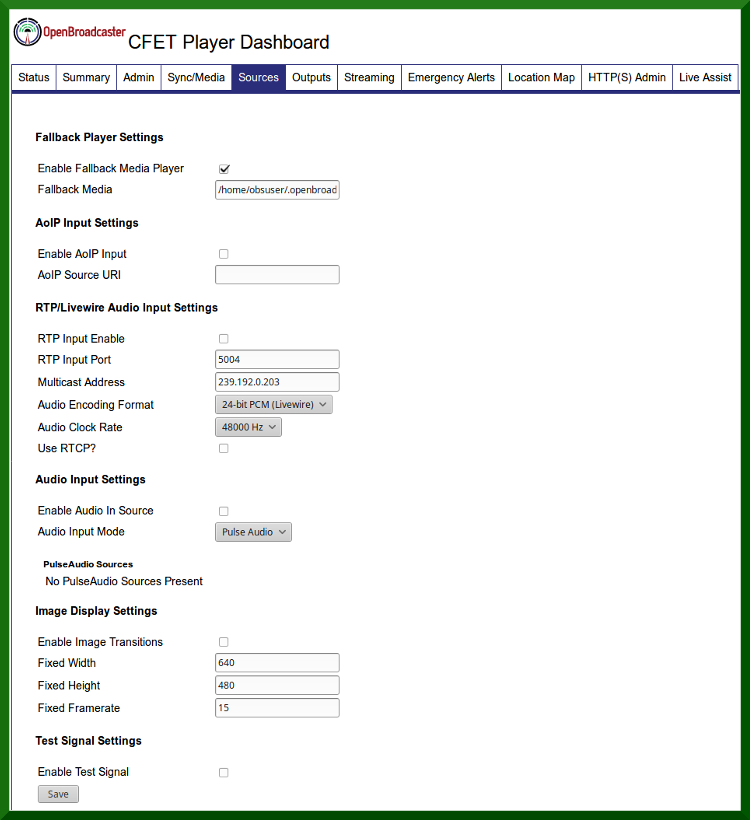 OpenBroadcaster
CFET Player Dashboard
Status Summary Admin Sync/Media Sources Outputs Streaming Emergency Alerts Location Map HTTP(S) Admin Live Assist
Fallback Player Settings
Enable Fallback Media Player
Fallback Media /home/obsuser/.openbroad
AoIP Input Settings
Enable AoIP Input
AoIP Source URI
RTP/Livewire Audio Input Settings
RTP Input Enable
RTP Input Port 5004
Multicast Address 239.192.0.203
Audio Encoding Format 24-bit PCM (Livewire)
Audio Clock Rate 48000 Hz
Use RTCP?
Audio Input Settings
Enable Audio In Source
Audio Input Mode Pulse Audio
PulseAudio Sources
No PulseAudio Sources Present
Image Display Settings
Enable Image Transitions
Fixed Width 640
Fixed Height 480
Fixed Framerate 15
Test Signal Settings
Enable Test Signal
Save